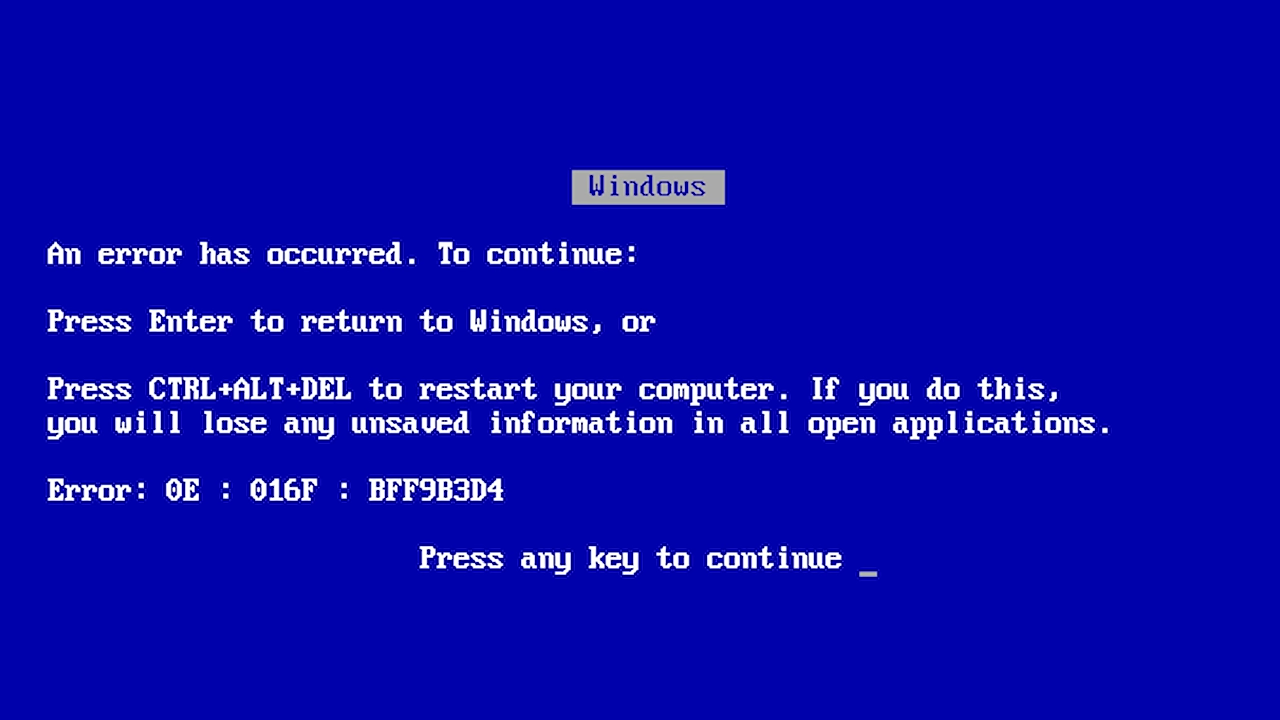 Windows
An error has occurred. To continue:
Press Enter to return to Windows, or
Press CTRL+ALT+DEL to restart your computer. If you do this,
you will lose any unsaved information in all open applications.
Error: 0E : 016F : BFF9B3D4
Press any key to continue _